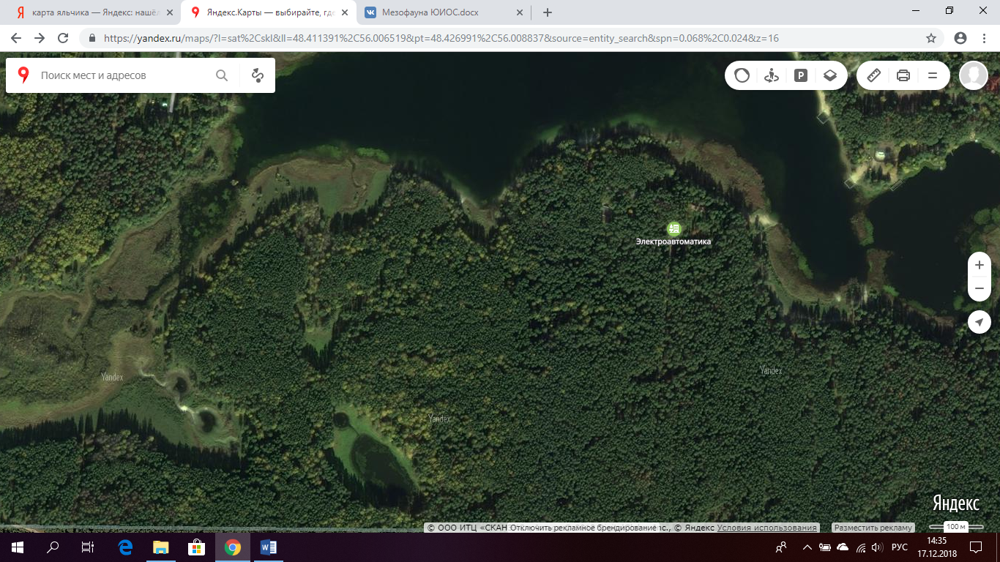 карта яльчика — Яндекс: нашёл
Яндекс.Карты — выбирайте, где
Мезофауна ЮИОС.docx
https://yandex.ru/maps/?l=sat%2Cskl&ll=48.411391%2C56.006519&pt=48.426991%2C56.008837&source=entity_search&spn=0.068%2C0.024&z=16
Поиск мест и адресов
P
Электроавтоматика
Yandex
Yandex
Yandex
Яндекс
© ООО ИТЦ «СКАН Отключить рекламное брендирование nc., © Яндекс Условия использования
Разместить рекламу
100 м
РУС
14:35
17.12.2018